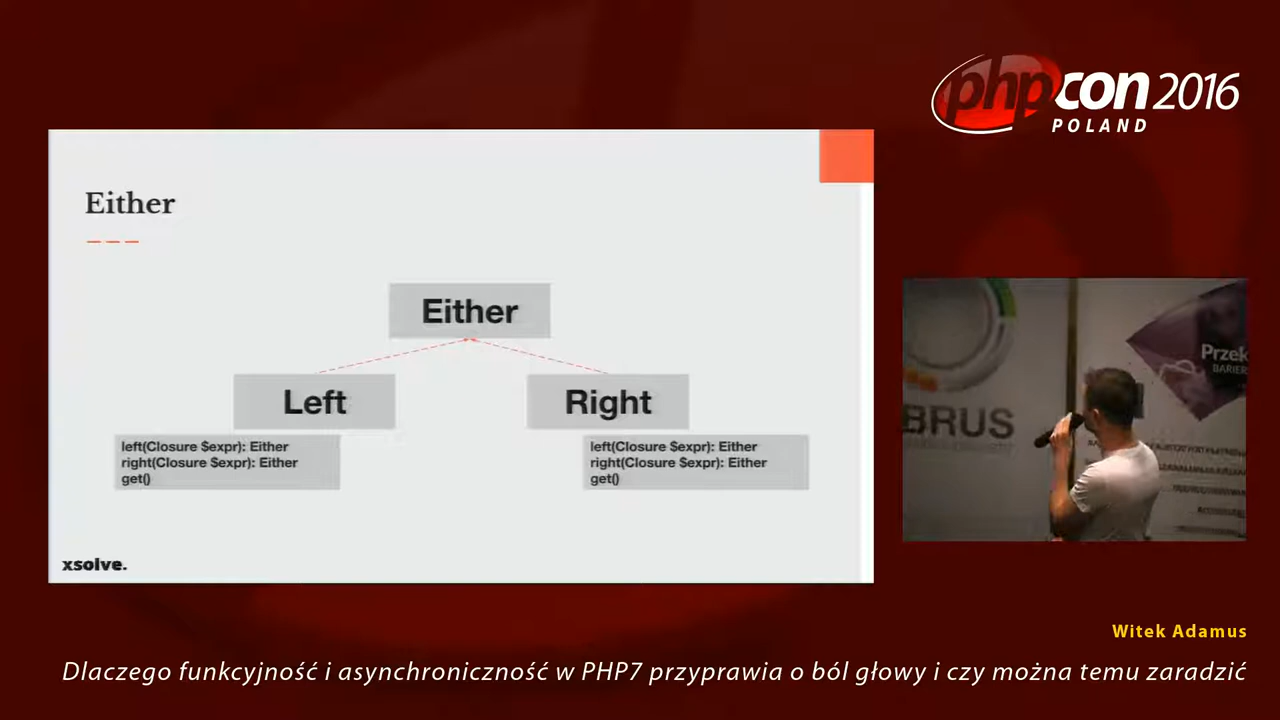 phpcon 2016
POLAND
Either
Either
Left
Right
left(Closure $expr): Either
right(Closure $expr): Either
get()
left(Closure $expr): Either
right(Closure $expr): Either
get()
xsolve.
BRUS
Przek
BARIER
Witek Adamus
Dlaczego funkcyjność i asynchroniczność w PHP7 przyprawia o ból głowy i czy można temu zaradzić